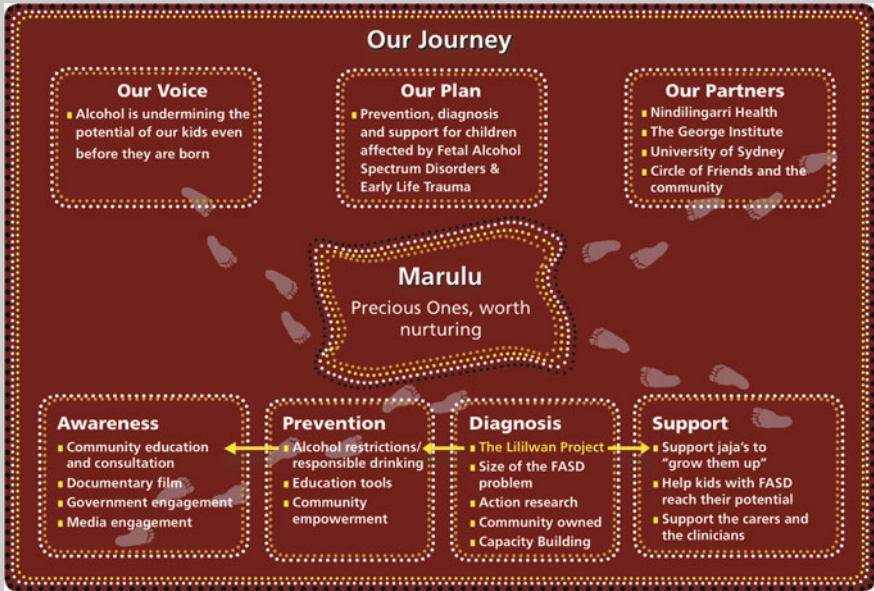 Our Journey
Our Voice
Alcohol is undermining the
potential of our kids even
before they are born
Our Plan
Prevention, diagnosis
and support for children
affected by Fetal Alcohol
Spectrum Disorders &
Early Life Trauma
Our Partners
Nindilingarri Health
The George Institute
University of Sydney
Circle of Friends and the
community
Marulu
Precious Ones, worth
nurturing
Awareness
Community education
and consultation
Documentary film
Government engagement
Media engagement
Prevention
Alcohol restrictions/
responsible drinking
Education tools
Community
empowerment
Diagnosis
The Lililwan Project
Size of the FASD
problem
Action research
Community owned
Capacity Building
Support
Support jaja's to
"grow them up"
Help kids with FASD
reach their potential
Support the carers and
the clinicians